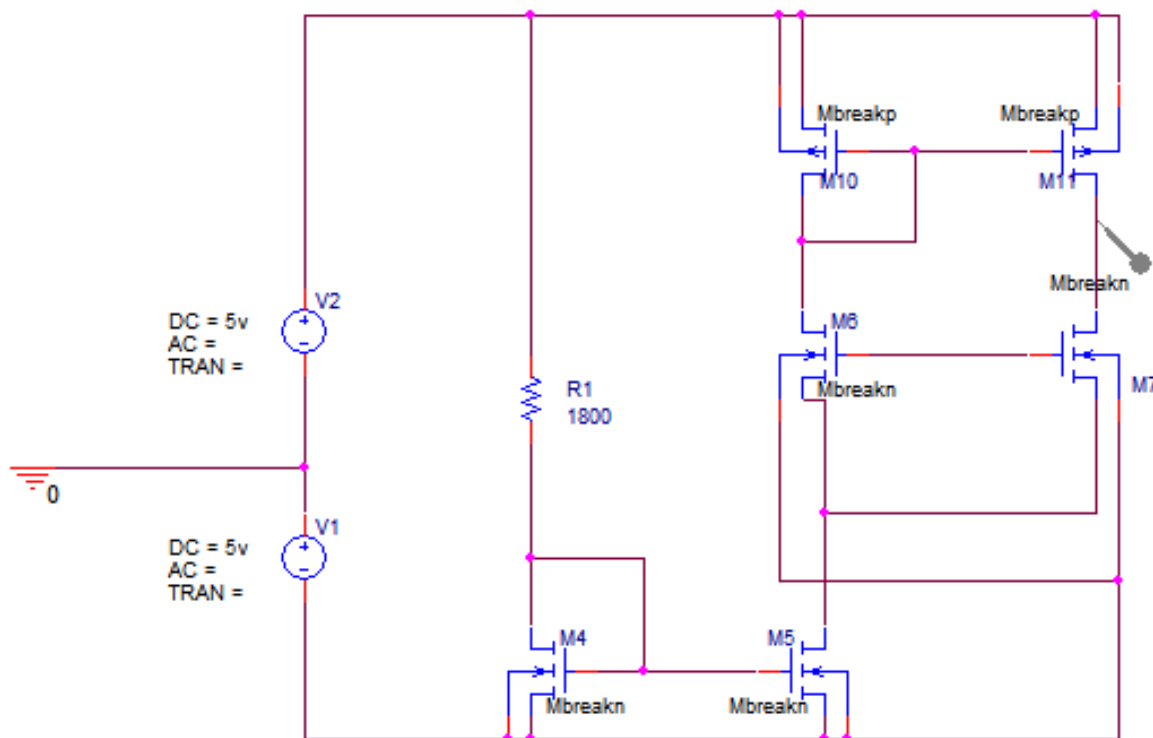 Mbreakp
Mbreakp
M10
M11
V2
DC = 5v
AC =
TRAN =
Mbreakn
M6
R1
1800
Mbreakn
M7
0
V1
DC = 5v
AC =
TRAN =
M4
M5
Mbreakn
Mbreakn